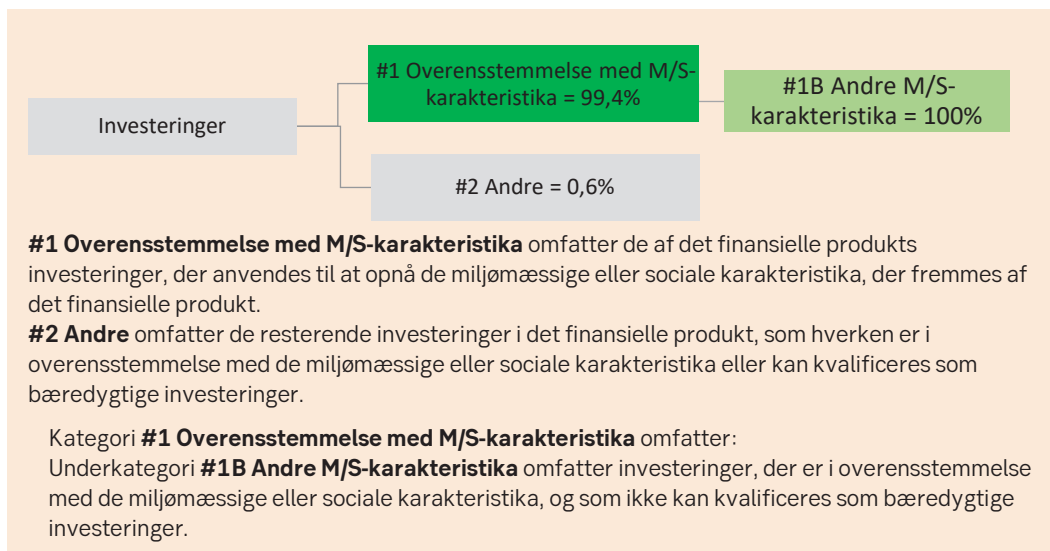 Investeringer
#1 Overensstemmelse med M/S-
karakteristika = 99,4%
#1B Andre M/S-
karakteristika = 100%
#2 Andre = 0,6%
#1 Overensstemmelse med M/S-karakteristika omfatter de af det finansielle produkts
investeringer, der anvendes til at opnå de miljømæssige eller sociale karakteristika, der fremmes af
det finansielle produkt.
#2 Andre omfatter de resterende investeringer i det finansielle produkt, som hverken er i
overensstemmelse med de miljømæssige eller sociale karakteristika eller kan kvalificeres som
bæredygtige investeringer.
Kategori #1 Overensstemmelse med M/S-karakteristika omfatter:
Underkategori #1B Andre M/S-karakteristika omfatter investeringer, der er i overensstemmelse
med de miljømæssige eller sociale karakteristika, og som ikke kan kvalificeres som bæredygtige
investeringer.